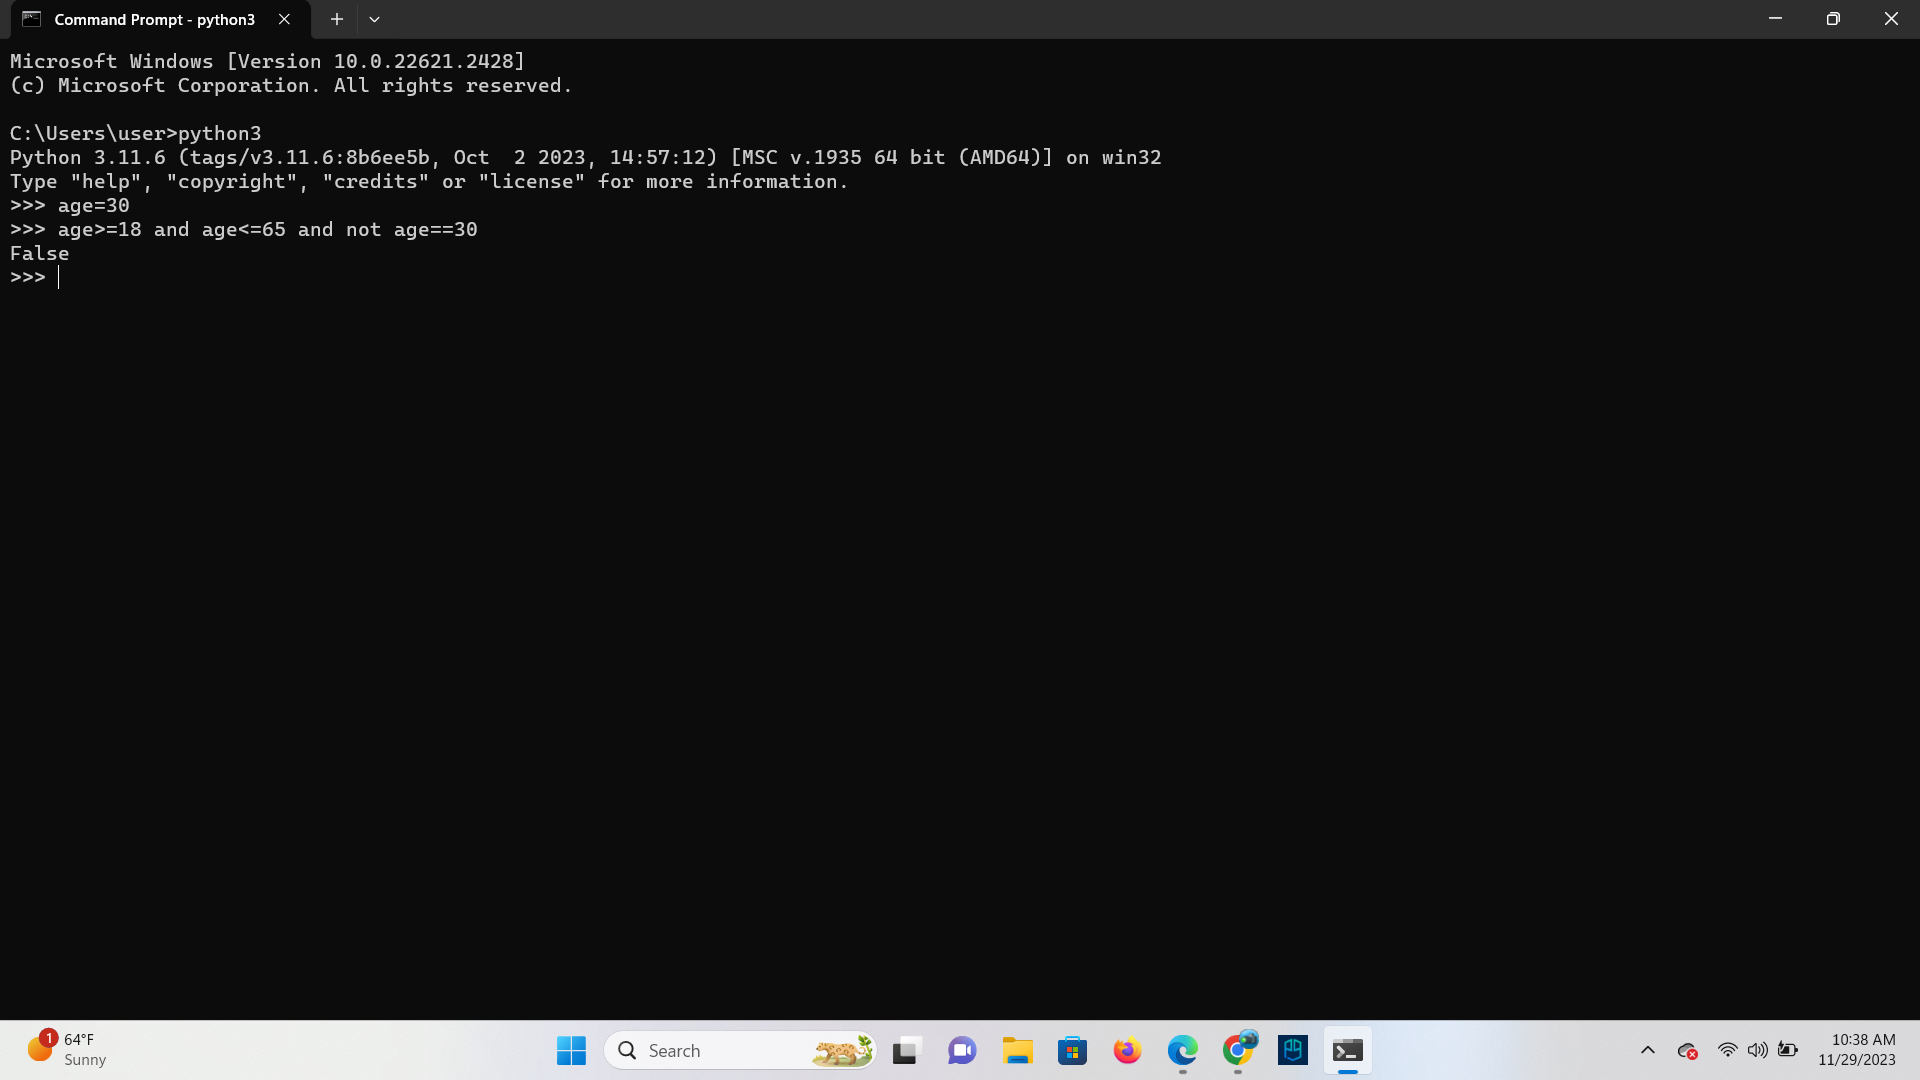 Command Prompt - python3
Microsoft Windows [Version 10.0.22621.2428]
(c) Microsoft Corporation. All rights reserved.
C:\Users\user>python3
Python 3.11.6 (tags/v3.11.6:8b6ee5b, Oct  2 2023, 14:57:12) [MSC v.1935 64 bit (AMD64)] on win32
Type "help", "copyright", "credits" or "license" for more information.
>>> age=30
>>> age>=18 and age<=65 and not age==30
False
>>>
1
64°F
Sunny
Search
10:38 AM
11/29/2023